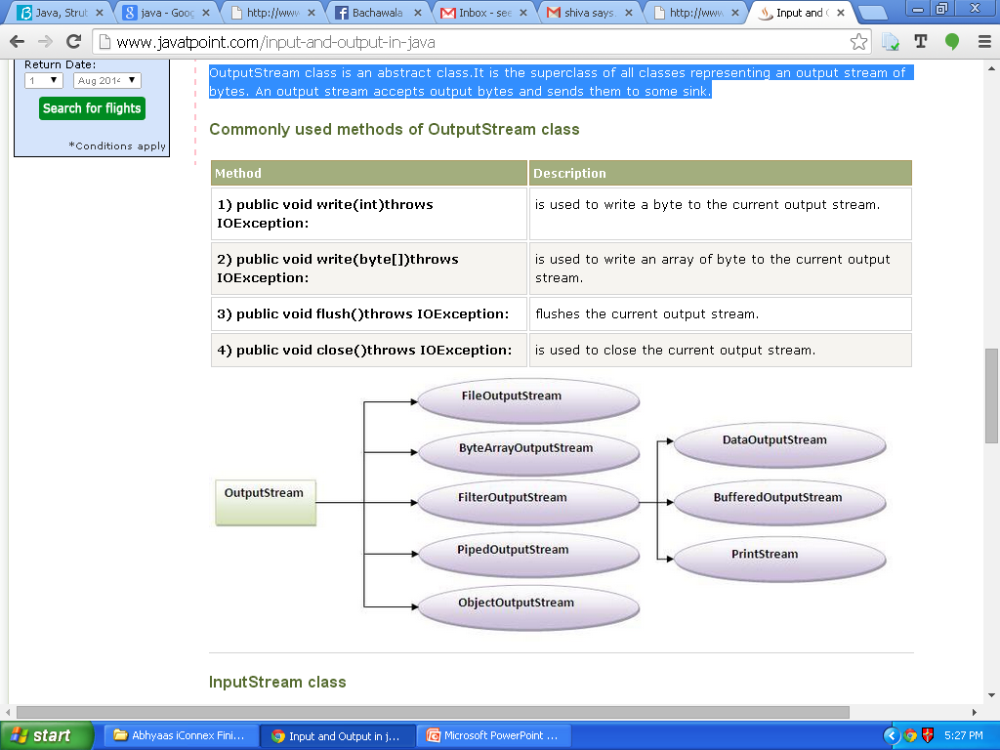 Java, Strut
java - Goog
http://www
Bachawala
Inbox - see
shiva says
http://www
Input and
www.javatpoint.com/input-and-output-in-java
Return Date:
1
Aug 2014
Search for flights
*Conditions apply
OutputStream class is an abstract class.It is the superclass of all classes representing an output stream of
bytes. An output stream accepts output bytes and sends them to some sink.
Commonly used methods of OutputStream class
Method Description
1) public void write(int)throws
IOException:
is used to write a byte to the current output stream.
2) public void write(byte[])throws
IOException:
is used to write an array of byte to the current output
stream.
3) public void flush()throws IOException: flushes the current output stream.
4) public void close()throws IOException: is used to close the current output stream.
OutputStream
FileOutputStream
ByteArrayOutputStream
FilterOutputStream
PipedOutputStream
ObjectOutputStream
DataOutputStream
BufferedOutputStream
PrintStream
InputStream class
start
Abhyaas iConnex Fini...
Input and Output in j...
Microsoft PowerPoint ...
5:27 PM